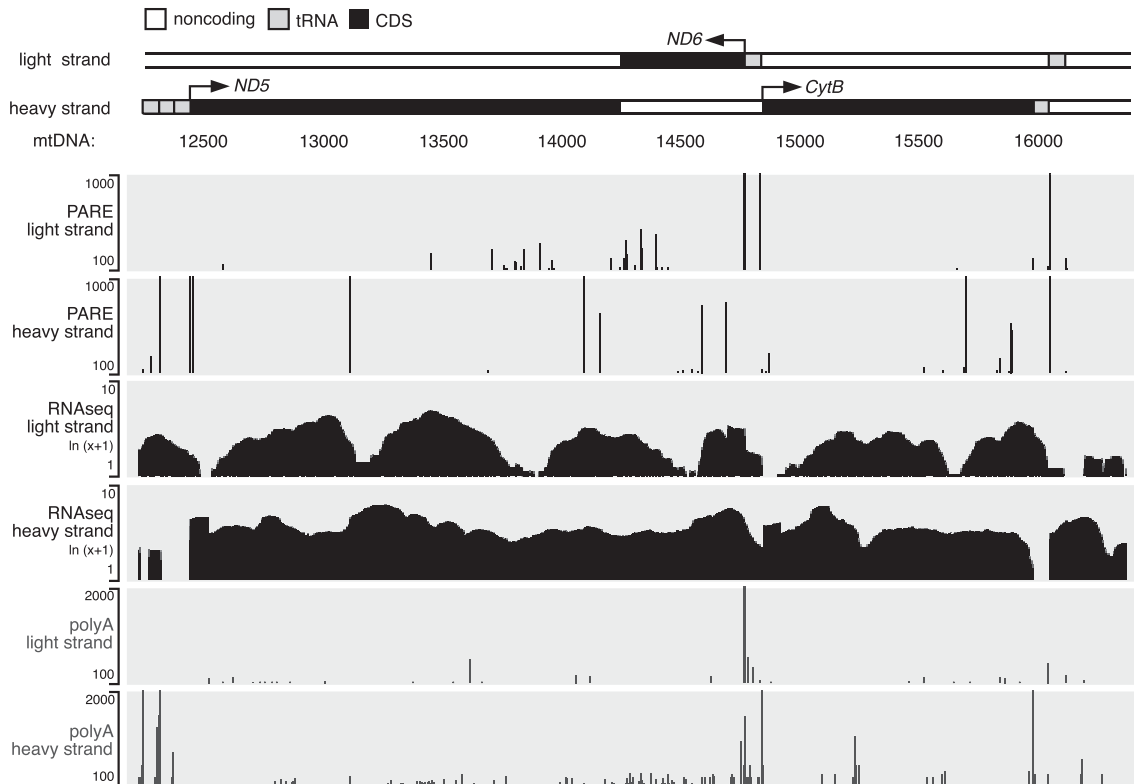 noncoding tRNA CDS
ND6
light strand
ND5 CytB
heavy strand
mtDNA: 12500 13000 13500 14000 14500 15000 15500 16000
1000
PARE
light strand
100
1000
PARE
heavy strand
100
10
RNAseq
light strand
ln (x+1)
1
10
RNAseq
heavy strand
ln (x+1)
1
2000
polyA
light strand
100
2000
polyA
heavy strand
100